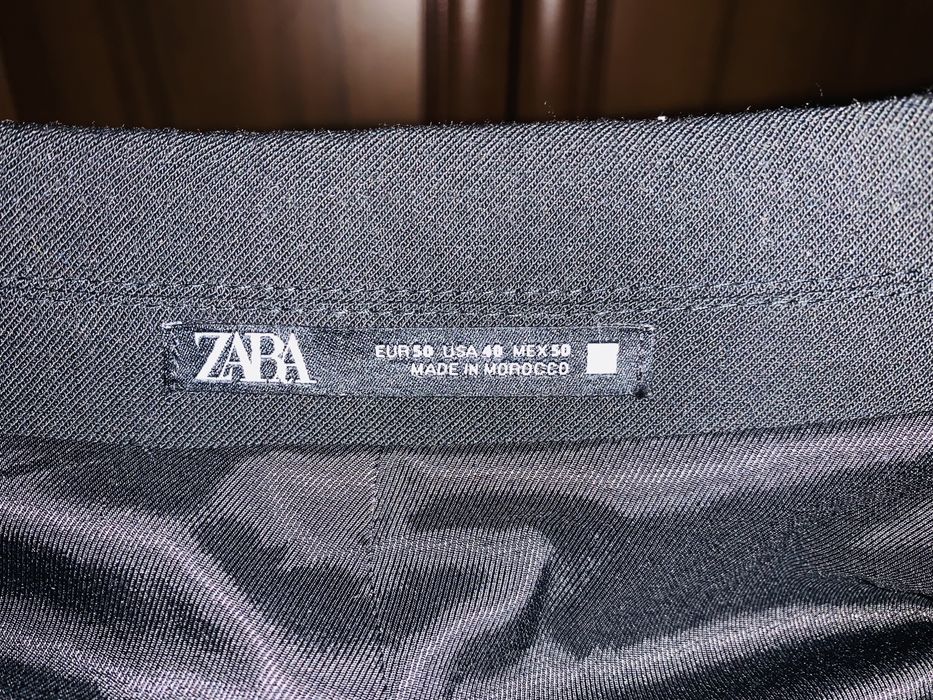 ZARA
EUR 50 USA 40 MEX 50
MADE IN MOROCCO